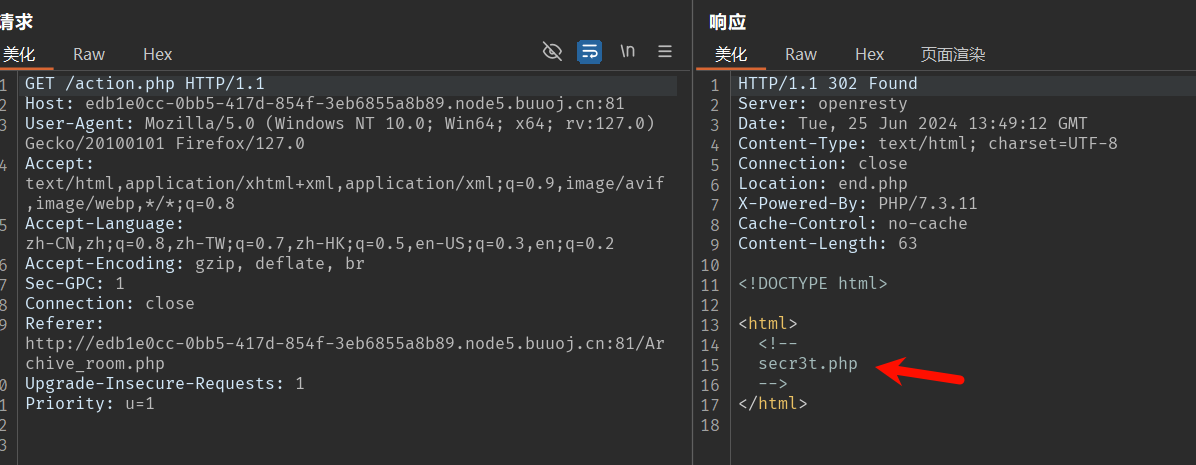 请求
美化 Raw Hex \n
1 GET /action.php HTTP/1.1
2 Host: edb1e0cc-0bb5-417d-854f-3eb6855a8b89.node5.buuoj.cn:81
3 User-Agent: Mozilla/5.0 (Windows NT 10.0; Win64; x64; rv:127.0)
Gecko/20100101 Firefox/127.0
4 Accept:
text/html,application/xhtml+xml,application/xml;q=0.9,image/avif
,image/webp,*/*;q=0.8
5 Accept-Language:
zh-CN,zh;q=0.8,zh-TW;q=0.7,zh-HK;q=0.5,en-US;q=0.3,en;q=0.2
6 Accept-Encoding: gzip, deflate, br
7 Sec-GPC: 1
8 Connection: close
9 Referer:
http://edb1e0cc-0bb5-417d-854f-3eb6855a8b89.node5.buuoj.cn:81/Ar
chive_room.php
0 Upgrade-Insecure-Requests: 1
1 Priority: u=1
2
3
响应
美化 Raw Hex 页面渲染
1 HTTP/1.1 302 Found
2 Server: openresty
3 Date: Tue, 25 Jun 2024 13:49:12 GMT
4 Content-Type: text/html; charset=UTF-8
5 Connection: close
6 Location: end.php
7 X-Powered-By: PHP/7.3.11
8 Cache-Control: no-cache
9 Content-Length: 63
10
11 <!DOCTYPE html>
12
13 <html>
14 <!--
15 secr3t.php
16 -->
17 </html>
18